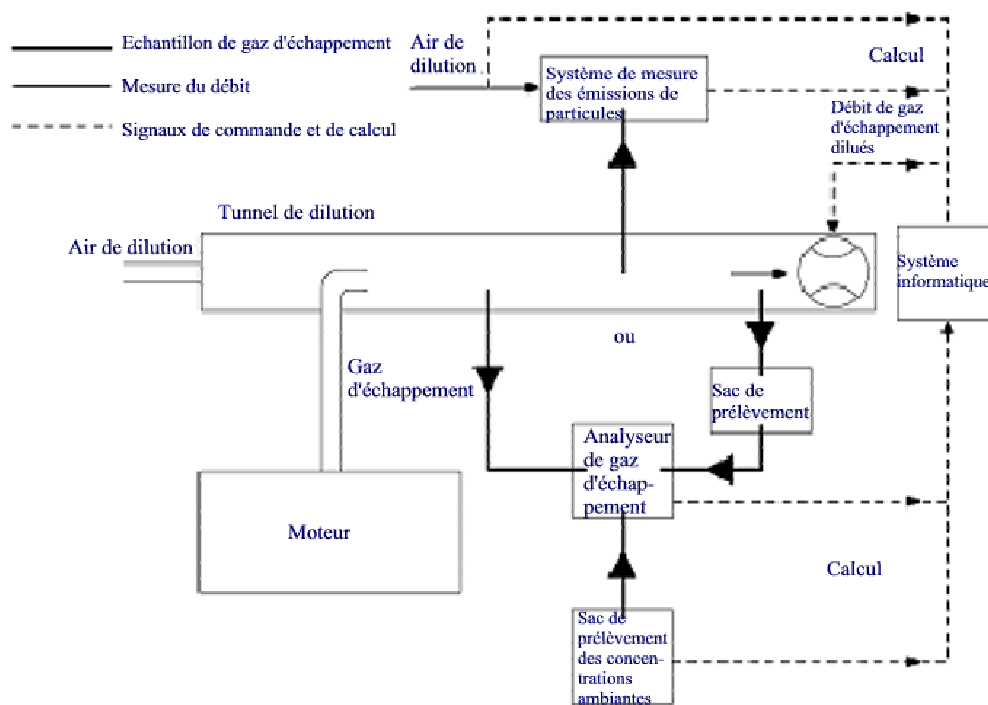 Echantillon de gaz d'échappement
Mesure du débit
Signaux de commande et de calcul
Air de
dilution
Système de mesure
des émissions de
particules
Calcul
Débit de gaz
d'échappement
dilués
Tunnel de dilution
Air de dilution
Système
informatique
ou
Gaz
d'échappement
Sac de
prélèvement
Analyseur
de gaz
d'échap-
pement
Moteur
Calcul
Sac de
prélèvement
des concen-
trations
ambiantes